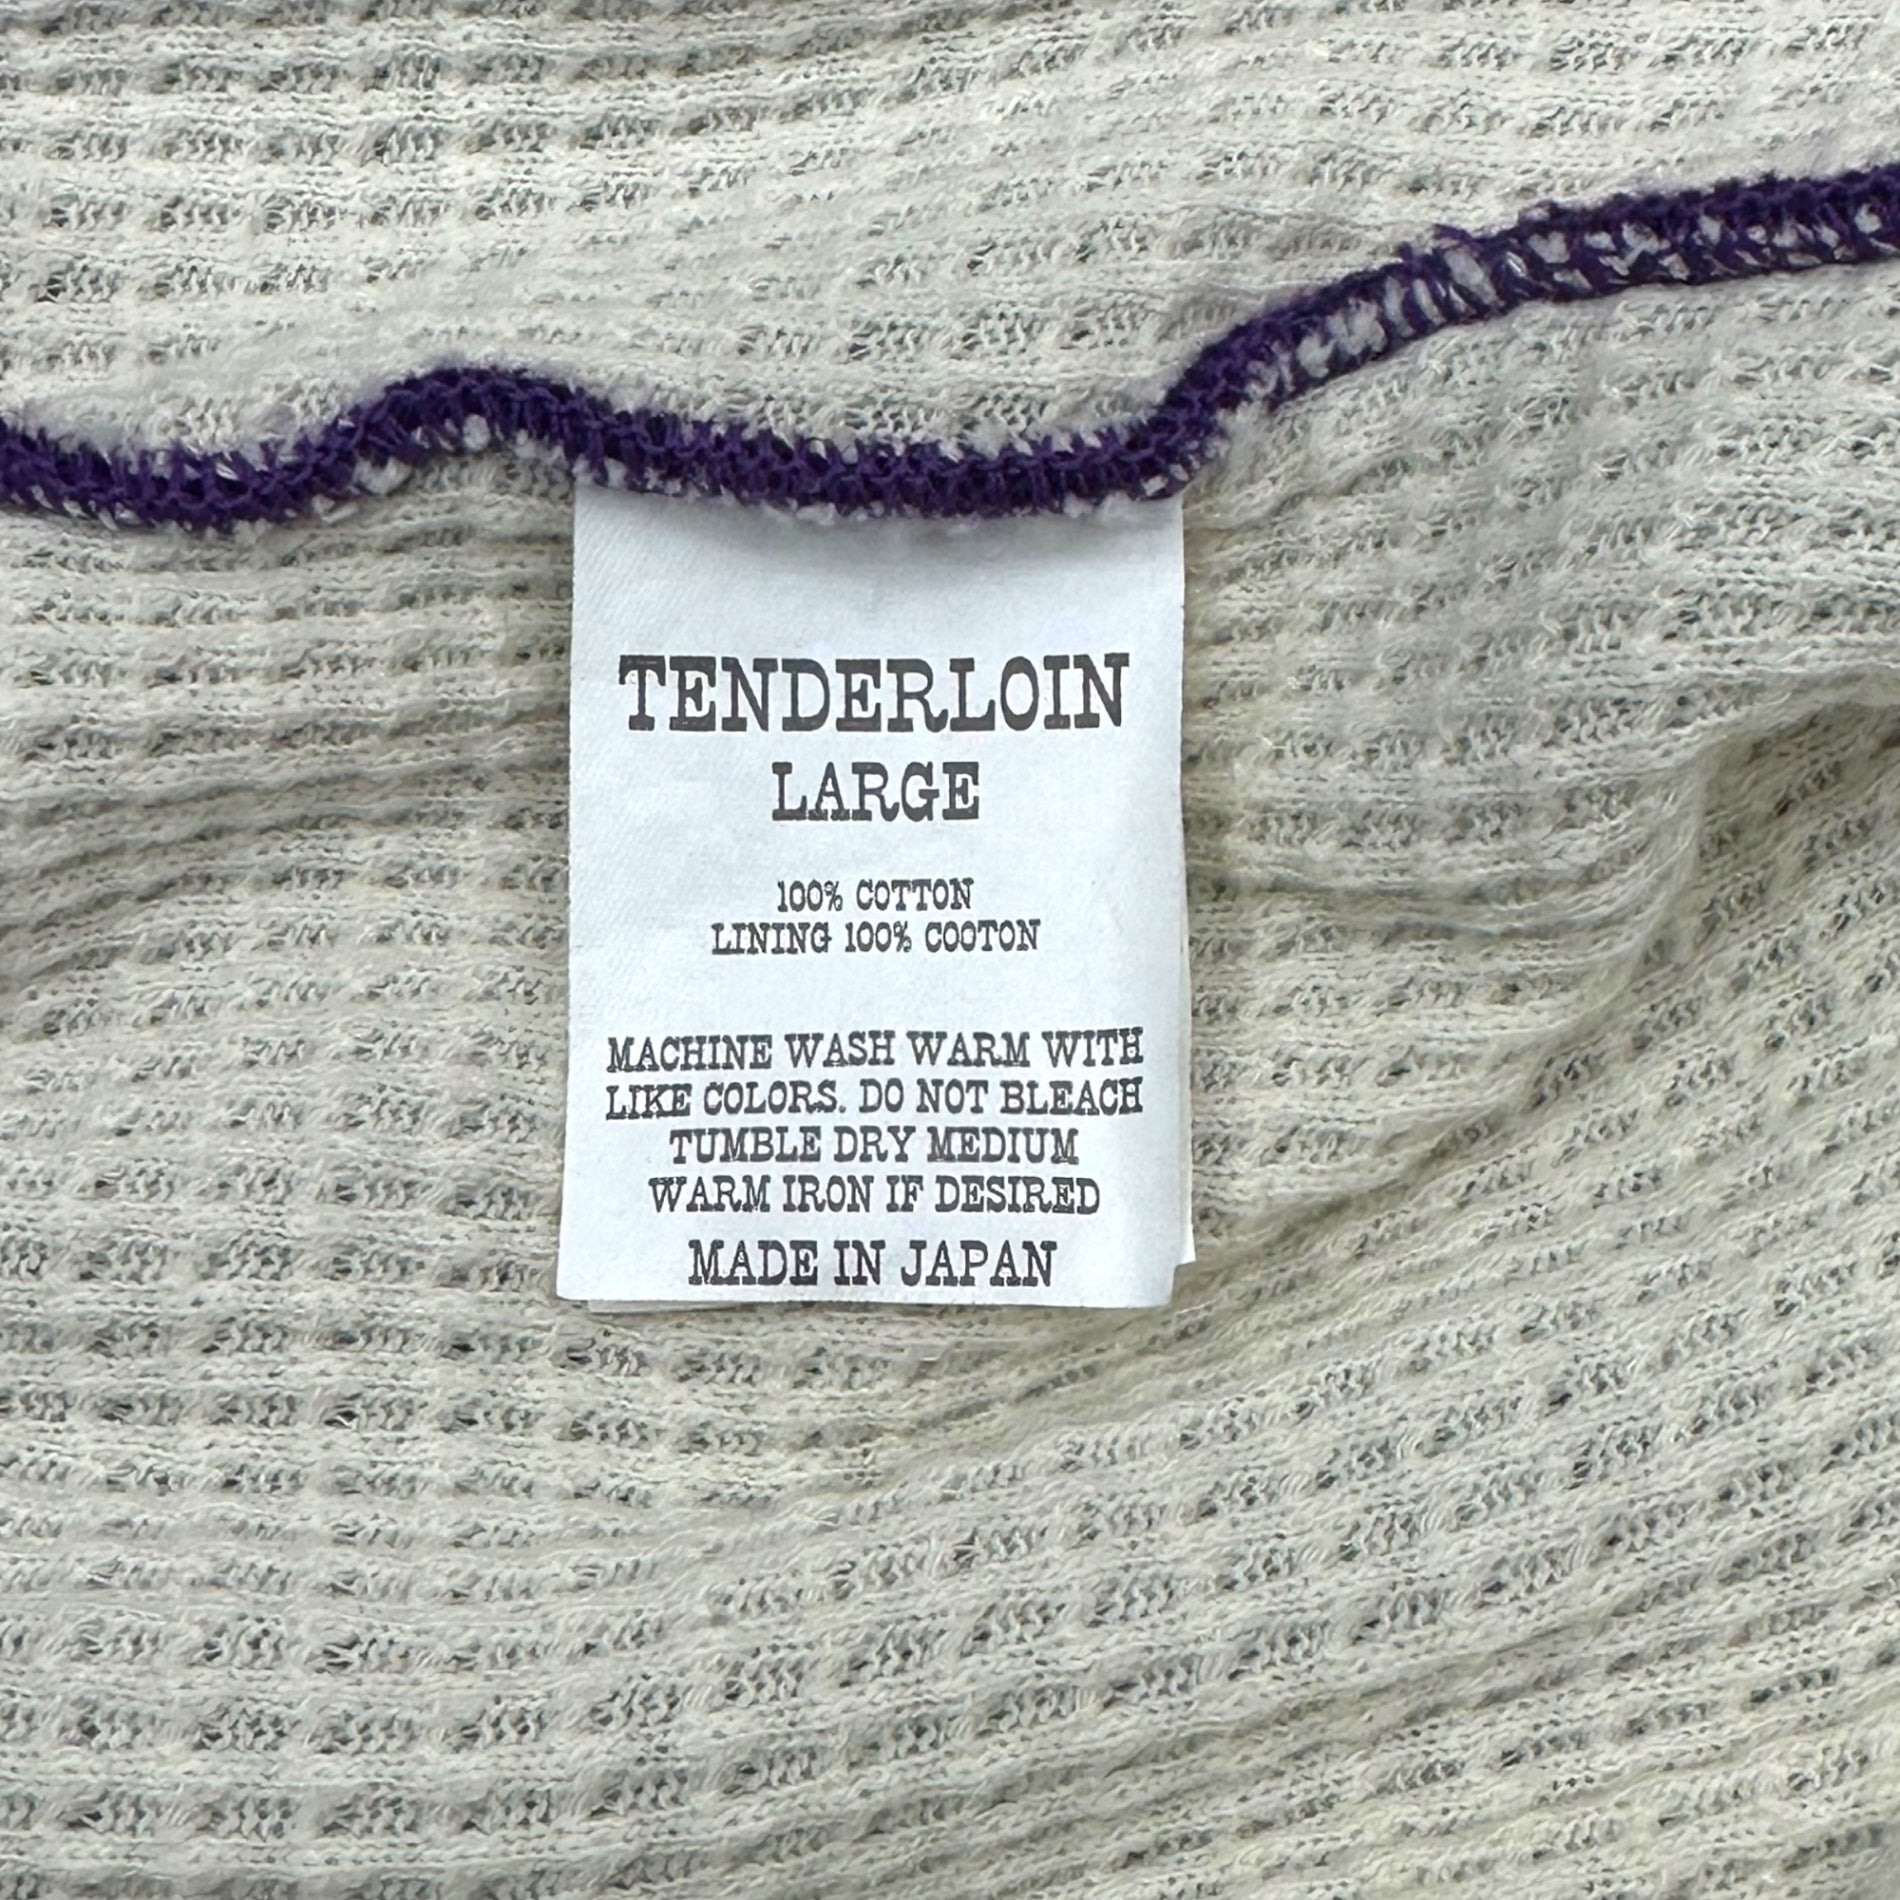 TENDERLOIN
LARGE
100% COTTON
LINING 100% COOTON
MACHINE WASH WARM WITH
LIKE COLORS. DO NOT BLEACH
TUMBLE DRY MEDIUM
WARM IRON IF DESIRED
MADE IN JAPAN